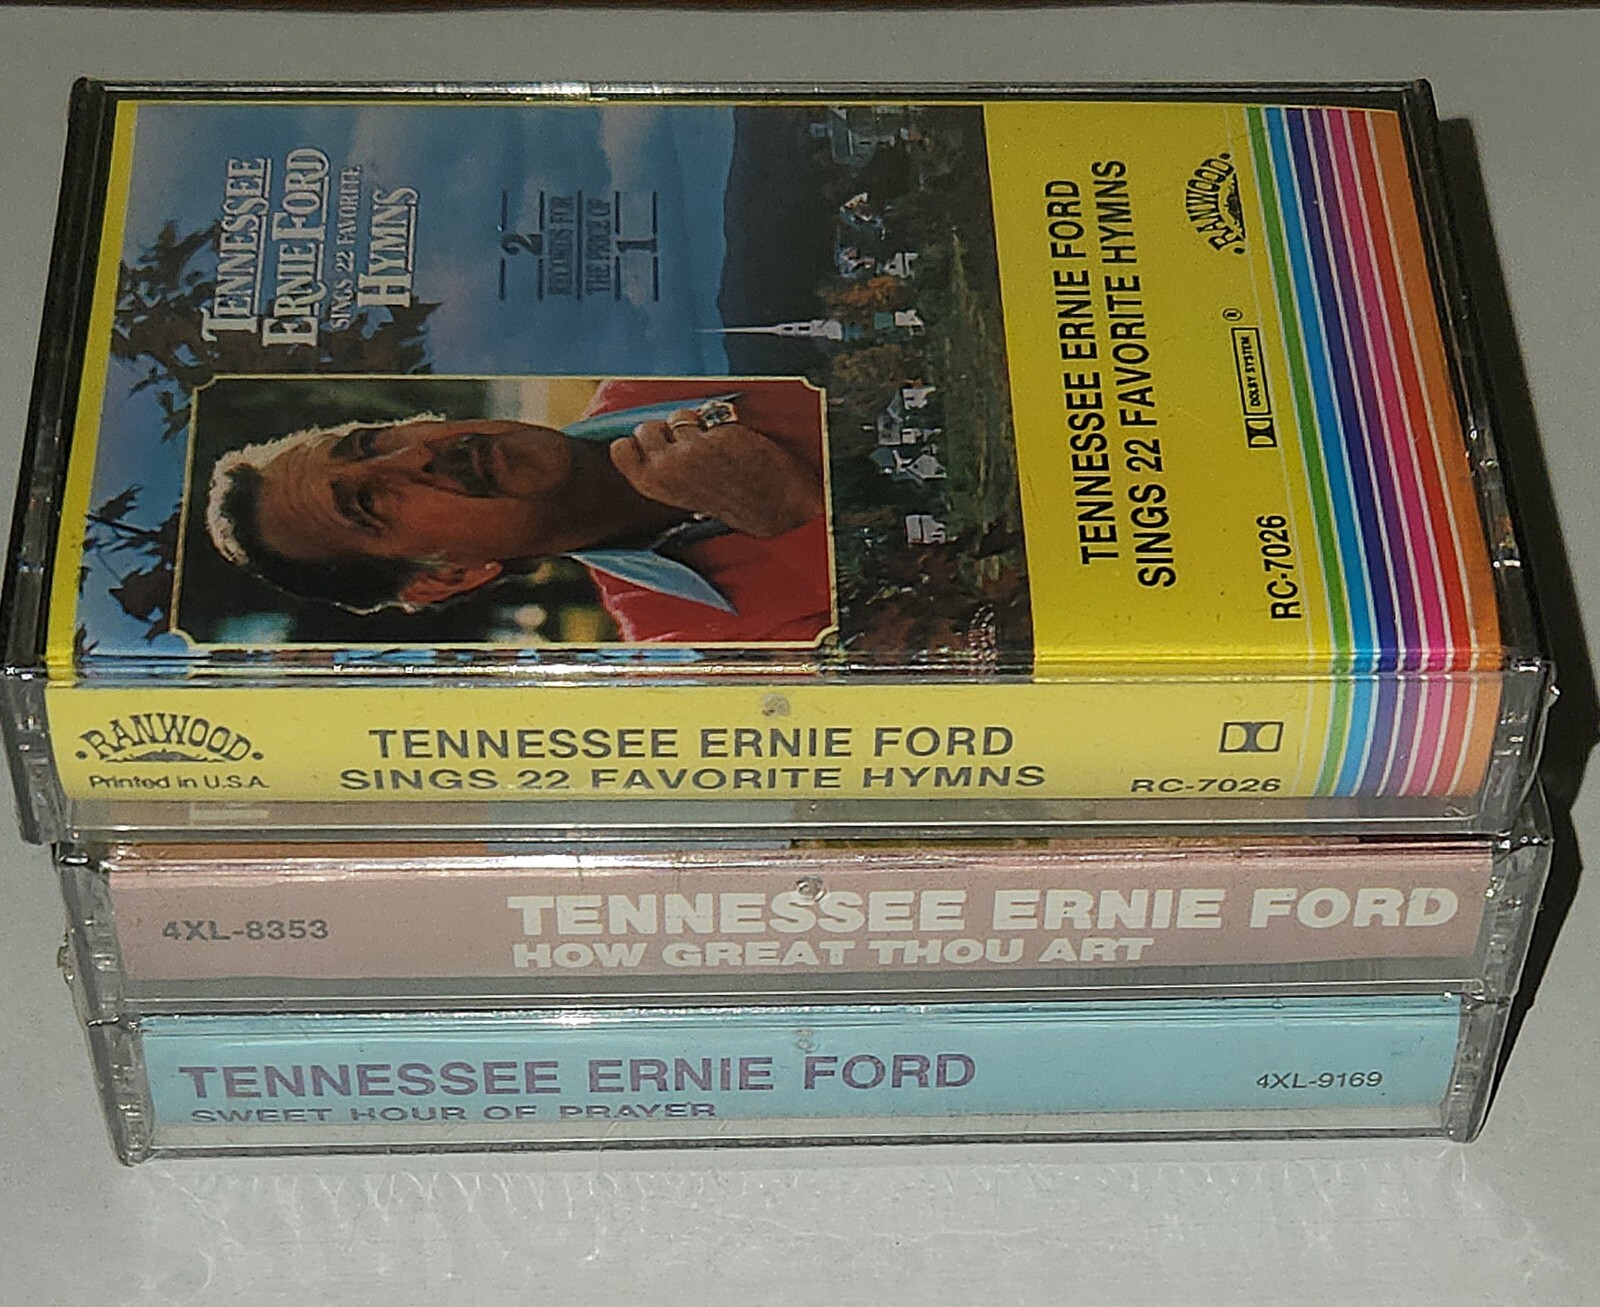 TENNESSEE
ERNIE FORD
SINGS 22 FAVORITE
HYMNS
2
RECORDS FOR
THE PRICE OF
1
TENNESSEE ERNIE FORD
SINGS 22 FAVORITE HYMNS
RANWOOD
DOLBY SYSTEM ®
RC-7026
RANWOOD
Printed in U.S.A.
TENNESSEE ERNIE FORD
SINGS 22 FAVORITE HYMNS
RC-7026
4XL-8353
TENNESSEE ERNIE FORD
HOW GREAT THOU ART
TENNESSEE ERNIE FORD
SWEET HOUR OF PRAYER
4XL-9169